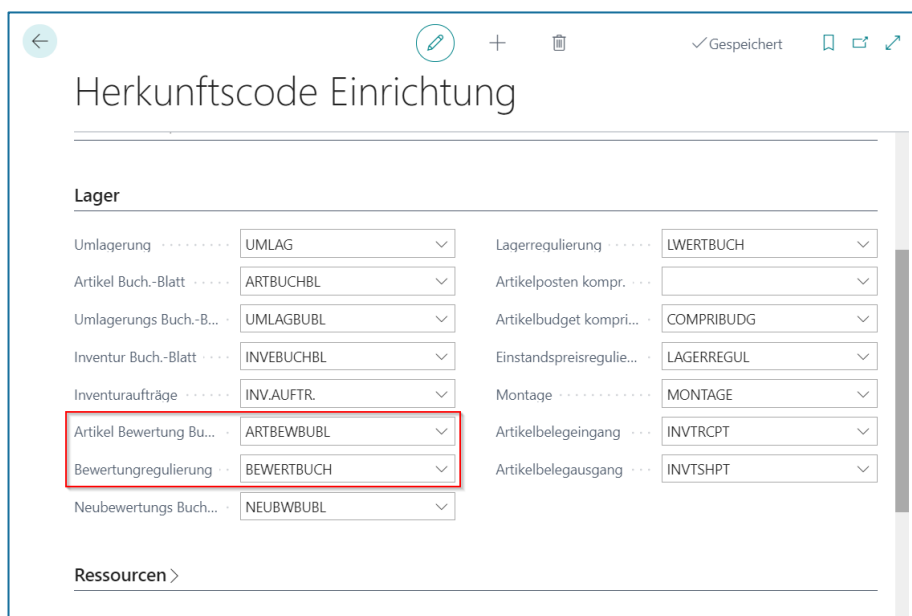 Gespeichert
Herkunftscode Einrichtung
Lager
Umlagerung UMLAG
Lagerregulierung LWERTBUCH
Artikel Buch.-Blatt ARTBUCHBL
Artikelposten kompr.
Umlagerungs Buch.-B... UMLAGBUBL
Artikelbudget kompri... COMPRIBUDG
Inventur Buch.-Blatt INVEBUCHBL
Einstandspreisregulie... LAGERREGUL
Inventuraufträge INV.AUFTR.
Montage MONTAGE
Artikel Bewertung Bu... ARTBEWBUBL
Artikelbelegeingang INVTRCPT
Bewertungregulierung BEWERTBUCH
Artikelbelegausgang INVTSHPT
Neubewertungs Buch... NEUBWBUBL
Ressourcen